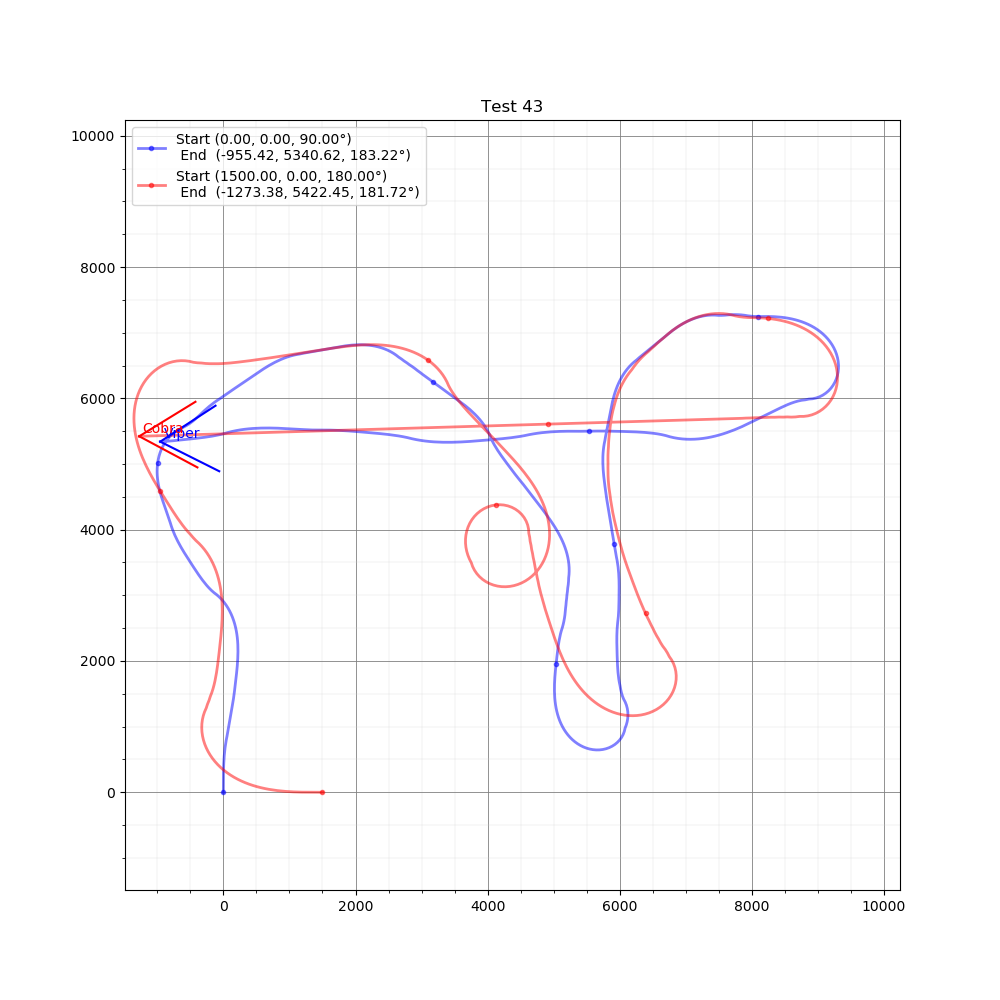 Test 43
10000
Start (0.00, 0.00, 90.00°)
End  (-955.42, 5340.62, 183.22°)
Start (1500.00, 0.00, 180.00°)
End  (-1273.38, 5422.45, 181.72°)
8000
6000
Cobra
Viper
4000
2000
0
0 2000 4000 6000 8000 10000